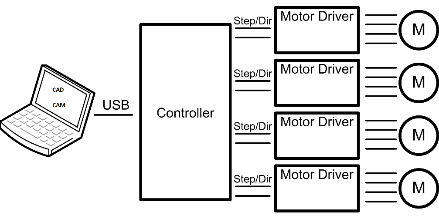 CAD
CAM
USB
Controller
Step/Dir
Motor Driver
M
Step/Dir
Motor Driver
M
Step/Dir
Motor Driver
M
Step/Dir
Motor Driver
M